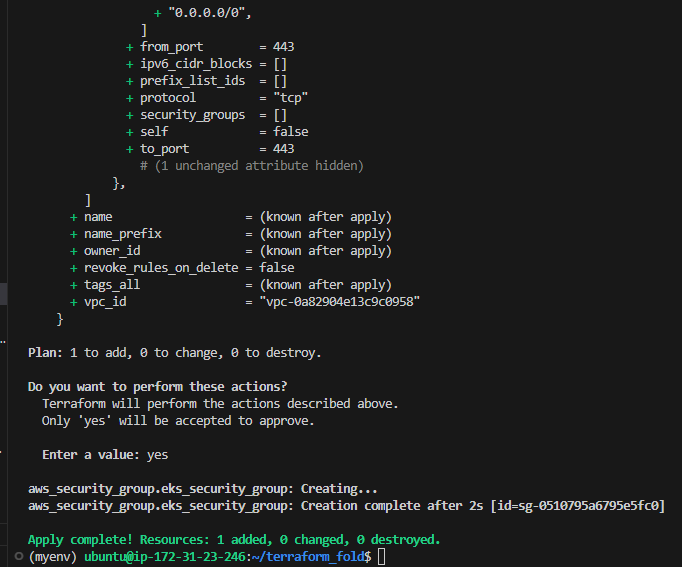 + "0.0.0.0/0",
]
+ from_port        = 443
+ ipv6_cidr_blocks = []
+ prefix_list_ids  = []
+ protocol         = "tcp"
+ security_groups  = []
+ self             = false
+ to_port          = 443
# (1 unchanged attribute hidden)
},
]
+ name                   = (known after apply)
+ name_prefix            = (known after apply)
+ owner_id               = (known after apply)
+ revoke_rules_on_delete = false
+ tags_all               = (known after apply)
+ vpc_id                 = "vpc-0a82904e13c9c0958"
}
Plan: 1 to add, 0 to change, 0 to destroy.
Do you want to perform these actions?
Terraform will perform the actions described above.
Only 'yes' will be accepted to approve.
Enter a value: yes
aws_security_group.eks_security_group: Creating...
aws_security_group.eks_security_group: Creation complete after 2s [id=sg-0510795a6795e5fc0]
Apply complete! Resources: 1 added, 0 changed, 0 destroyed.
(myenv) ubuntu@ip-172-31-23-246:~/terraform_fold$